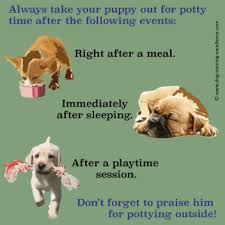 Always take your puppy out for potty
time after the following events:
Right after a meal.
Immediately
after sleeping.
After a playtime
session.
Don't forget to praise him
for pottying outside!